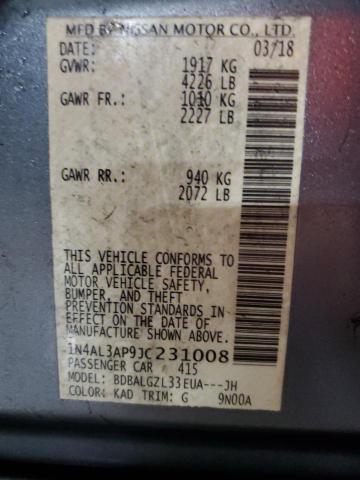 MFD BY NISSAN MOTOR CO., LTD.
DATE: 03/18
GVWR: 1917 KG
4226 LB
GAWR FR.: 1010 KG
2227 LB
GAWR RR.: 940 KG
2072 LB
THIS VEHICLE CONFORMS TO
ALL APPLICABLE FEDERAL
MOTOR VEHICLE SAFETY,
BUMPER, AND THEFT
PREVENTION STANDARDS IN
EFFECT ON THE DATE OF
MANUFACTURE SHOWN ABOVE.
1N4AL3AP9JC231008
PASSENGER CAR 415
MODEL: BDBALGZL33EUA---JH
COLOR: KAD TRIM: G 9N00A